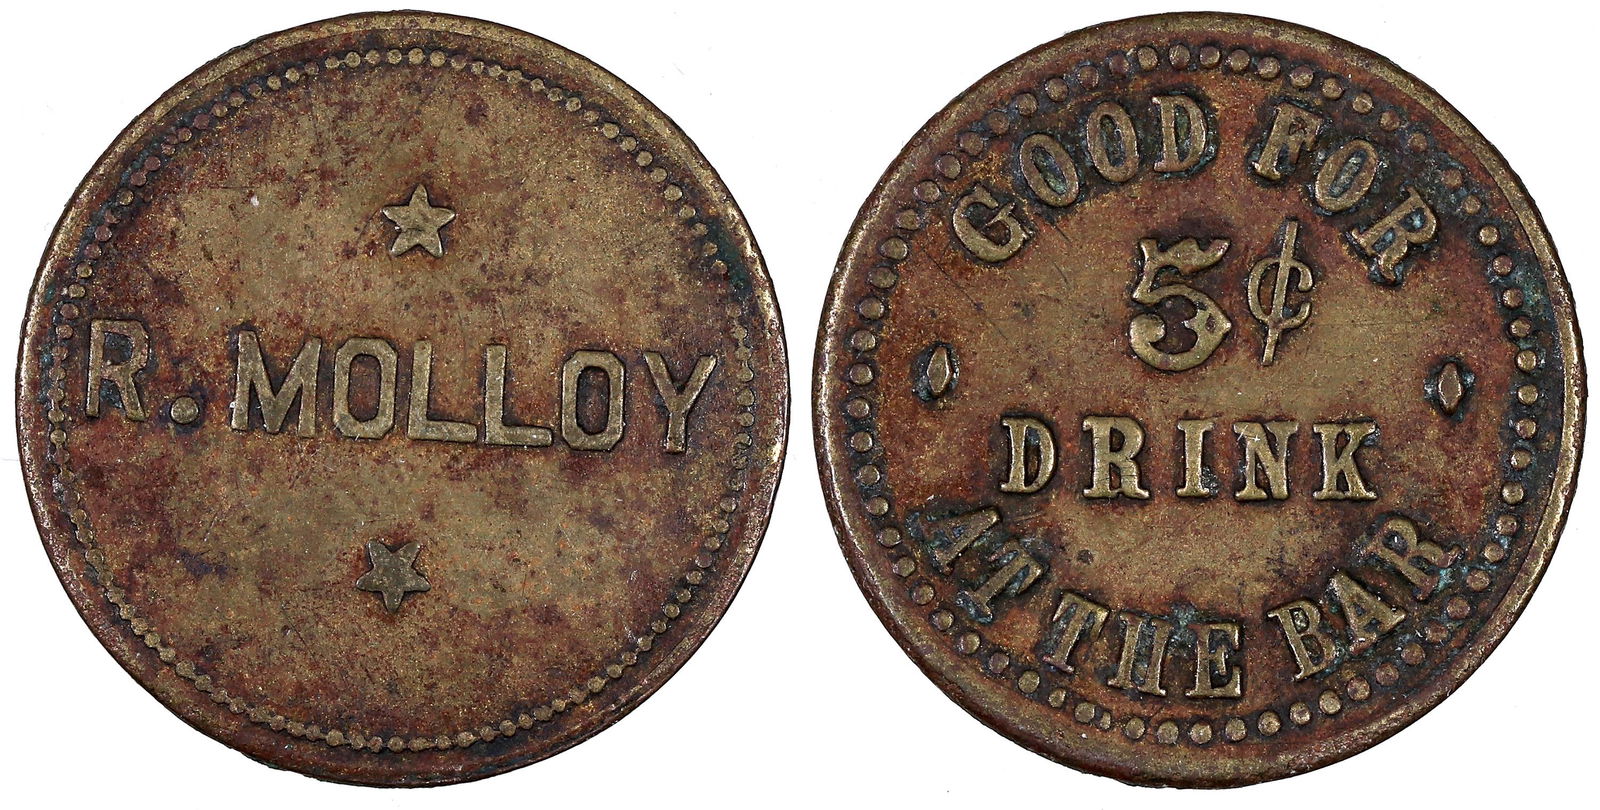 R. MOLLOY
GOOD FOR
5¢
DRINK
AT THE BAR